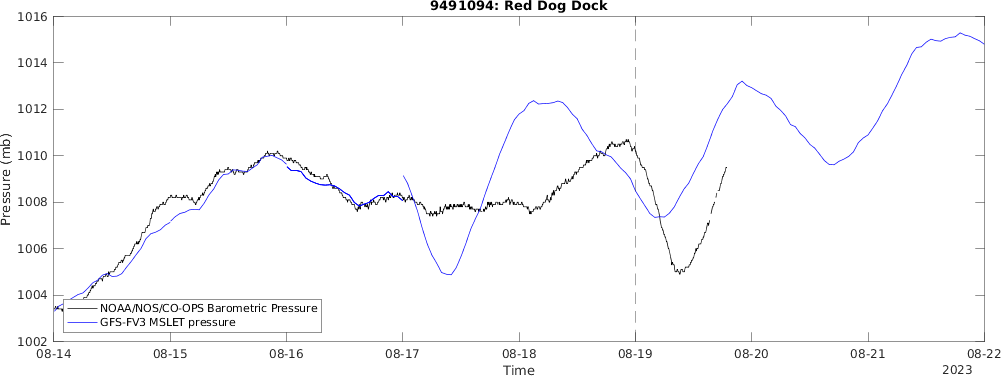 9491094: Red Dog Dock
1016
1014
1012
1010
1008
1006
1004
1002
Pressure (mb)
NOAA/NOS/CO-OPS Barometric Pressure
GFS-FV3 MSLET pressure
08-14 08-15 08-16 08-17 08-18 08-19 08-20 08-21 08-22
Time
2023